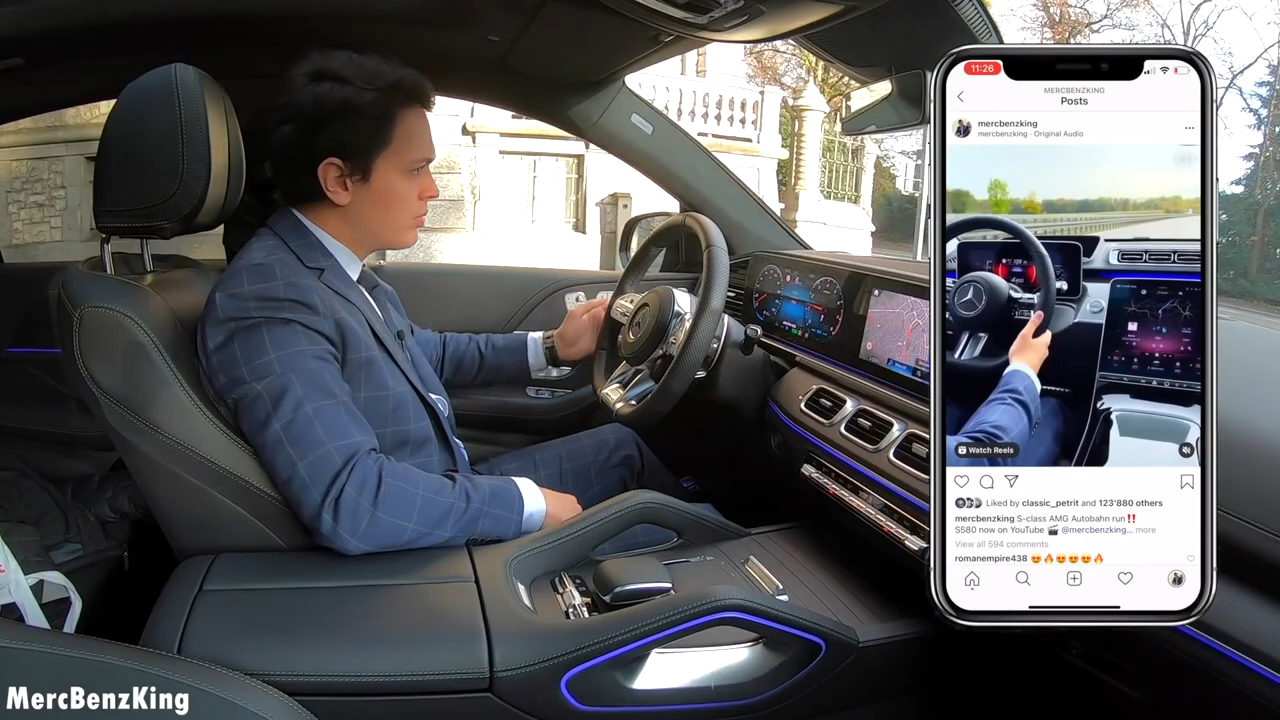 11:26
MERCBENZKING
Posts
mercbenzking
mercbenzking · Original Audio
Watch Reels
Liked by classic_petrit and 123'880 others
mercbenzking S-class AMG Autobahn run‼️
S580 now on YouTube 🎬 @mercbenzking... more
View all 594 comments
romanempire438 😍🔥😍😍😍🔥
MercBenzKing